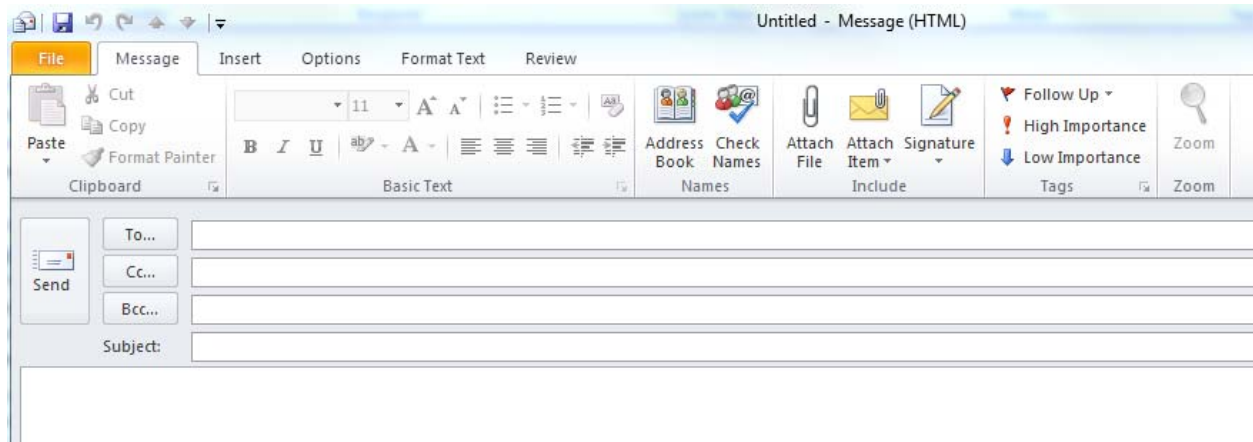 Untitled - Message (HTML)
File Message Insert Options Format Text Review
Paste
Cut
Copy
Format Painter
Clipboard
11
B I U
Basic Text
Address Book
Check Names
Names
Attach File
Attach Item
Signature
Include
Follow Up
High Importance
Low Importance
Tags
Zoom
Zoom
Send
To...
Cc...
Bcc...
Subject: